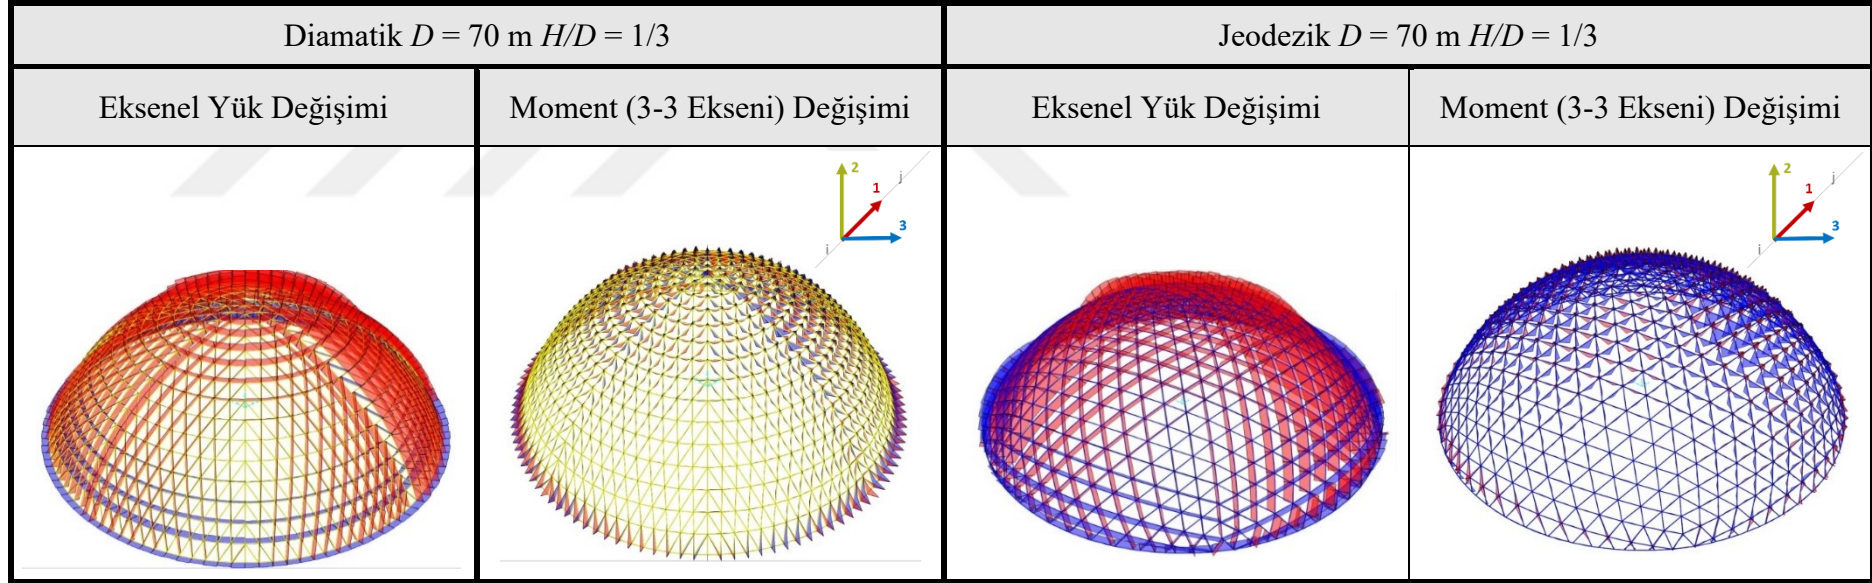 Diamatik D = 70 m H/D = 1/3
Jeodezik D = 70 m H/D = 1/3
Eksenel Yük Değişimi
Moment (3-3 Ekseni) Değişimi
Eksenel Yük Değişimi
Moment (3-3 Ekseni) Değişimi
2
1
j
3
i
2
1
j
3
i